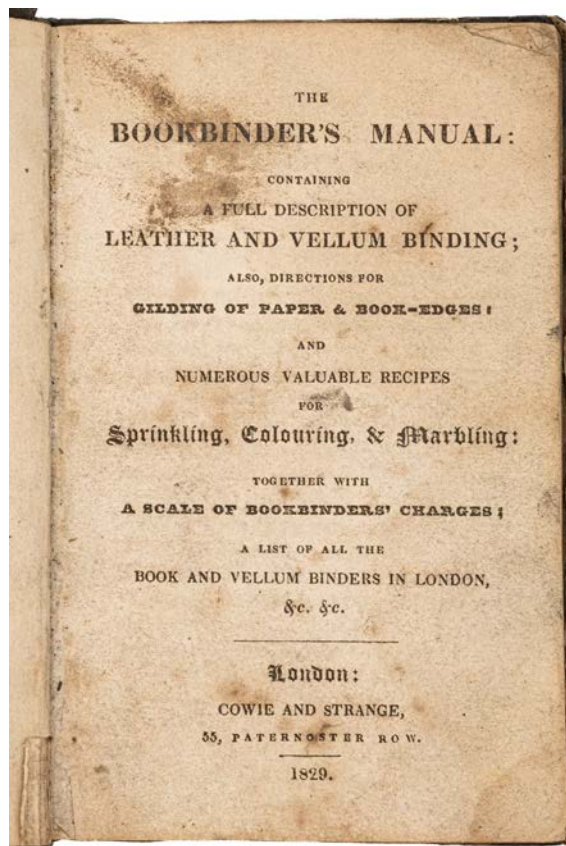 THE
BOOKBINDER'S MANUAL:
CONTAINING
A FULL DESCRIPTION OF
LEATHER AND VELLUM BINDING;
ALSO, DIRECTIONS FOR
GILDING OF PAPER & BOOK-EDGES:
AND
NUMEROUS VALUABLE RECIPES
FOR
Sprinkling, Colouring, & Marbling:
TOGETHER WITH
A SCALE OF BOOKBINDERS' CHARGES;
A LIST OF ALL THE
BOOK AND VELLUM BINDERS IN LONDON,
&c. &c.
London:
COWIE AND STRANGE,
55, PATERNOSTER ROW.
1829.